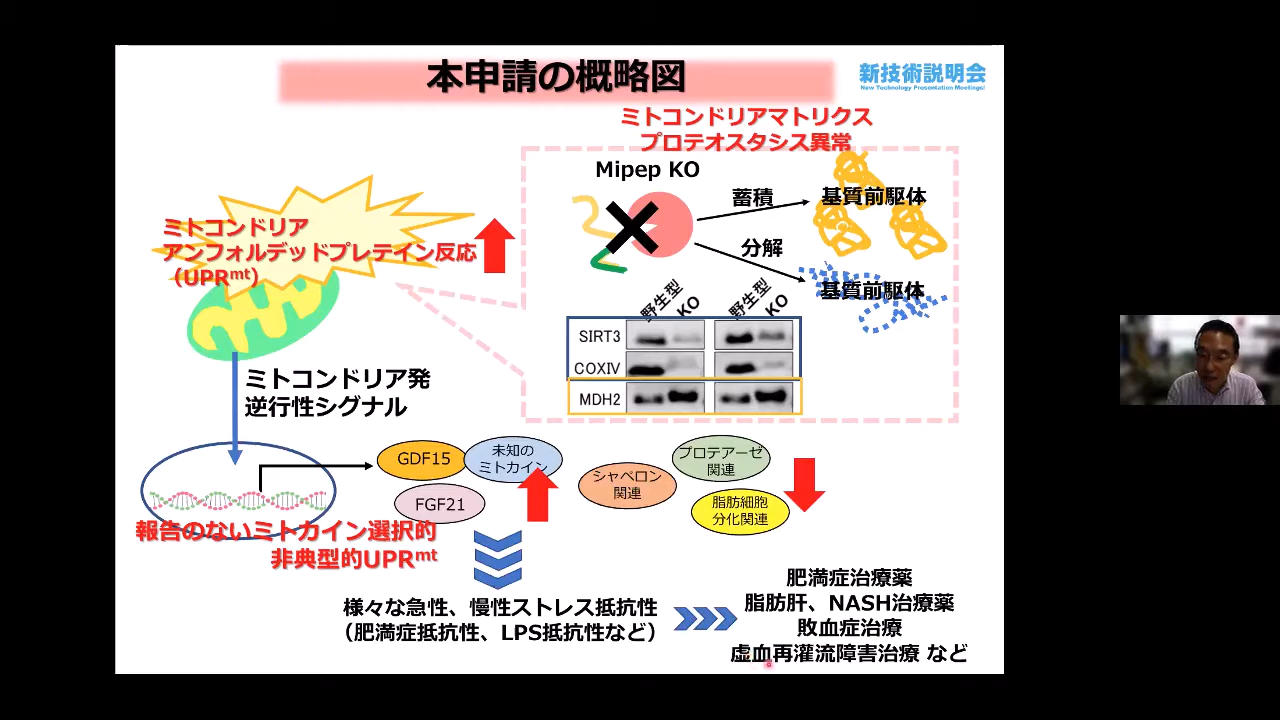 本申請の概略図
新技術説明会
New Technology Presentation Meetings!
ミトコンドリアマトリクス
プロテオスタシス異常
Mipep KO
蓄積
基質前駆体
分解
基質前駆体
ミトコンドリア
アンフォルデッドプレテイン反応
（UPRmt）
野生型
KO
野生型
KO
SIRT3
COXIV
MDH2
ミトコンドリア発
逆行性シグナル
GDF15
未知の
ミトカイン
FGF21
シャペロン
関連
プロテアーゼ
関連
脂肪細胞
分化関連
報告のないミトカイン選択的
非典型的UPRmt
様々な急性、慢性ストレス抵抗性
（肥満症抵抗性、LPS抵抗性など）
肥満症治療薬
脂肪肝、NASH治療薬
敗血症治療
虚血再灌流障害治療 など